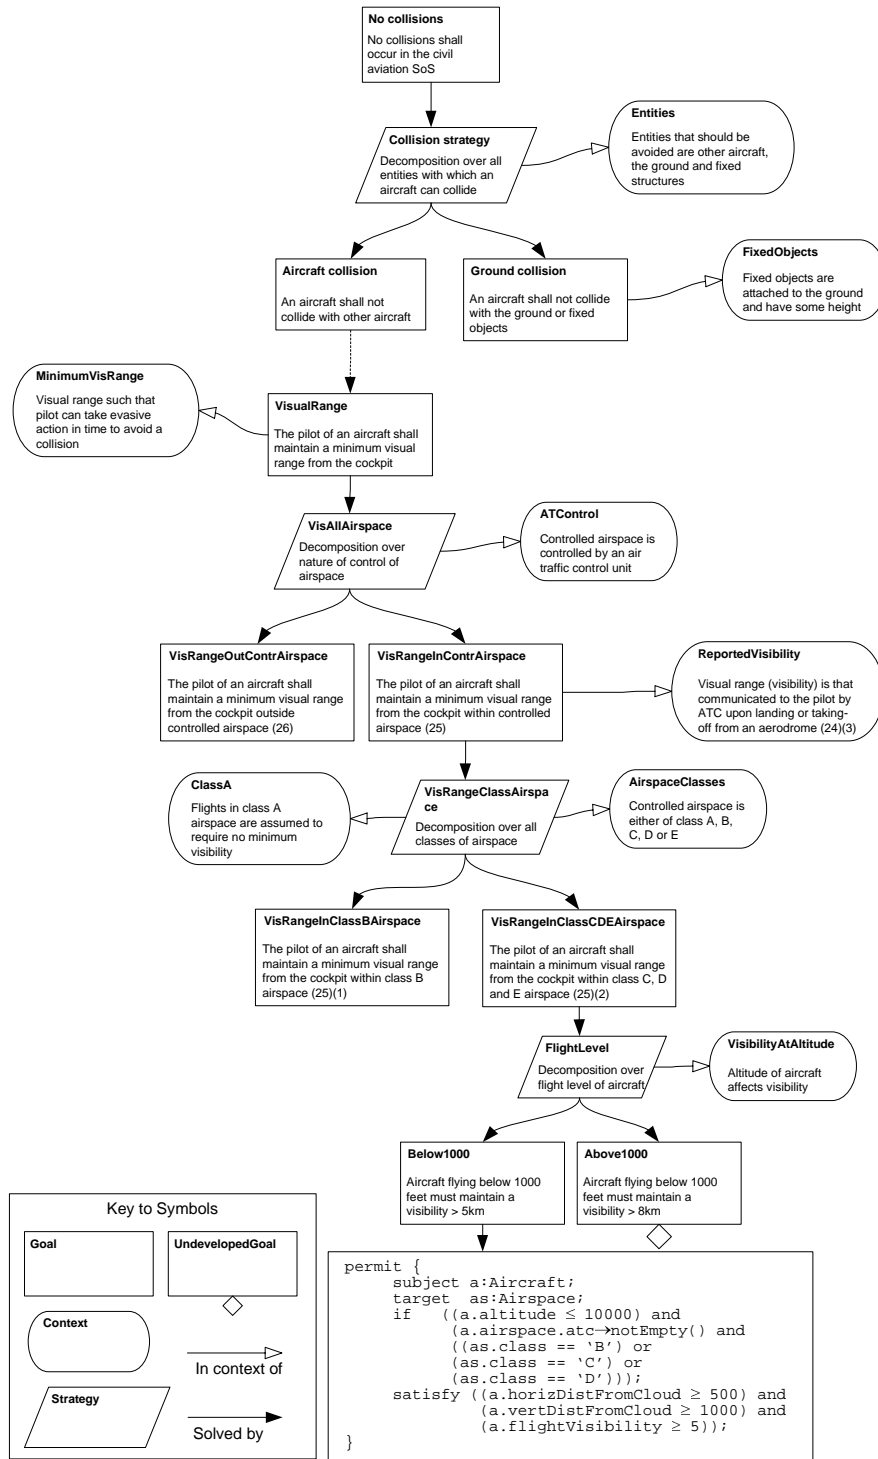 No collisions
No collisions shall
occur in the civil
aviation SoS
Collision strategy
Decomposition over all
entities with which an
aircraft can collide
Entities
Entities that should be
avoided are other aircraft,
the ground and fixed
structures
Aircraft collision
An aircraft shall not
collide with other aircraft
Ground collision
An aircraft shall not collide
with the ground or fixed
objects
FixedObjects
Fixed objects are
attached to the ground
and have some height
MinimumVisRange
Visual range such that
pilot can take evasive
action in time to avoid a
collision
VisualRange
The pilot of an aircraft shall
maintain a minimum visual
range from the cockpit
VisAllAirspace
Decomposition over
nature of control of
airspace
ATControl
Controlled airspace is
controlled by an air
traffic control unit
VisRangeOutContrAirspace
The pilot of an aircraft shall
maintain a minimum visual range
from the cockpit outside
controlled airspace (26)
VisRangeInContrAirspace
The pilot of an aircraft shall
maintain a minimum visual range
from the cockpit within controlled
airspace (25)
ReportedVisibility
Visual range (visibility) is that
communicated to the pilot by
ATC upon landing or taking-
off from an aerodrome (24)(3)
ClassA
Flights in class A
airspace are assumed to
require no minimum
visibility
VisRangeClassAirspa
ce
Decomposition over all
classes of airspace
AirspaceClasses
Controlled airspace is
either of class A, B,
C, D or E
VisRangeInClassBAirspace
The pilot of an aircraft shall
maintain a minimum visual range
from the cockpit within class B
airspace (25)(1)
VisRangeInClassCDEAirspace
The pilot of an aircraft shall
maintain a minimum visual range
from the cockpit within class C, D
and E airspace (25)(2)
FlightLevel
Decomposition over
flight level of aircraft
VisibilityAtAltitude
Altitude of aircraft
affects visibility
Below1000
Aircraft flying below 1000
feet must maintain a
visibility > 5km
Above1000
Aircraft flying below 1000
feet must maintain a
visibility > 8km
Key to Symbols
Goal
UndevelopedGoal
Context
In context of
Strategy
Solved by
permit {
subject a:Aircraft;
target as:Airspace;
if ((a.altitude ≤ 10000) and
(a.airspace.atc→notEmpty() and
((as.class == ‘B’) or
(as.class == ‘C’) or
(as.class == ‘D’)));
satisfy ((a.horizDistFromCloud ≥ 500) and
(a.vertDistFromCloud ≥ 1000) and
(a.flightVisibility ≥ 5));
}